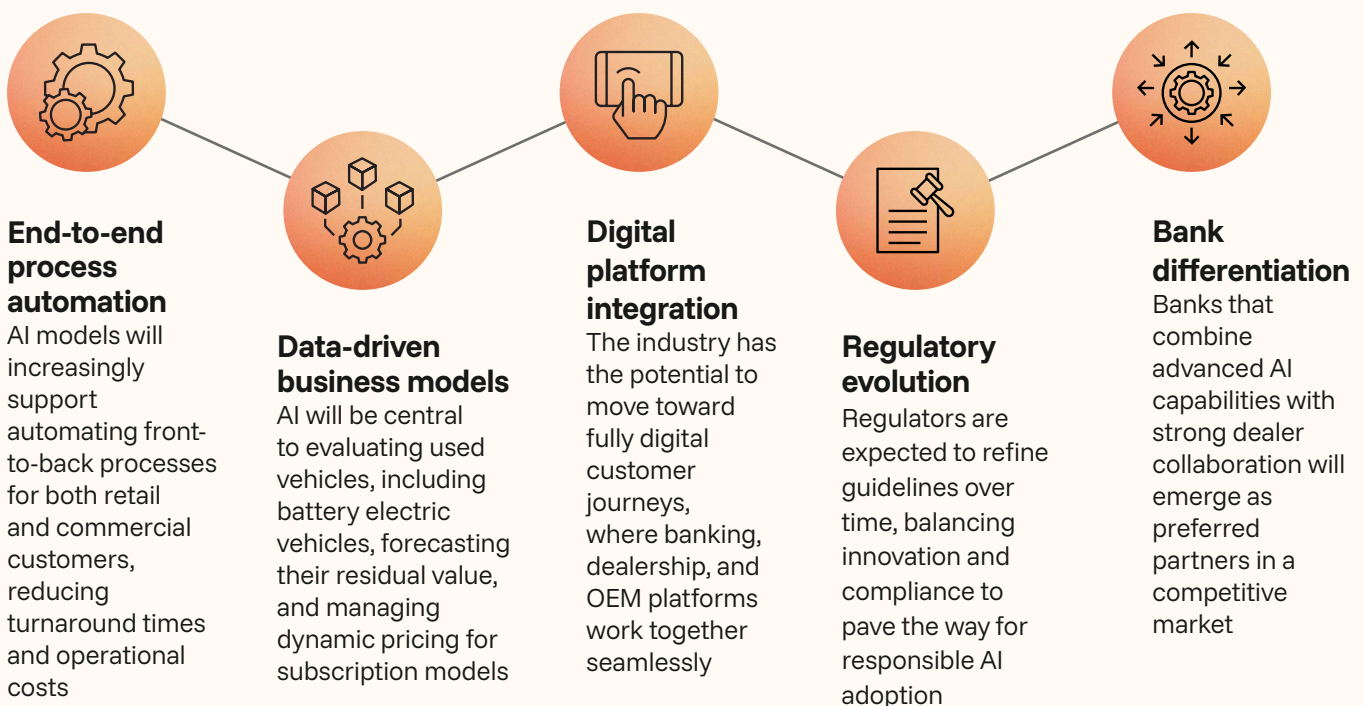 End-to-end
process
automation
AI models will
increasingly
support
automating front-
to-back processes
for both retail
and commercial
customers,
reducing
turnaround times
and operational
costs
Data-driven
business models
AI will be central
to evaluating used
vehicles, including
battery electric
vehicles, forecasting
their residual value,
and managing
dynamic pricing for
subscription models
Digital
platform
integration
The industry has
the potential to
move toward
fully digital
customer
journeys,
where banking,
dealership, and
OEM platforms
work together
seamlessly
Regulatory
evolution
Regulators are
expected to refine
guidelines over
time, balancing
innovation and
compliance to
pave the way for
responsible AI
adoption
Bank
differentiation
Banks that
combine
advanced AI
capabilities with
strong dealer
collaboration will
emerge as
preferred
partners in a
competitive
market